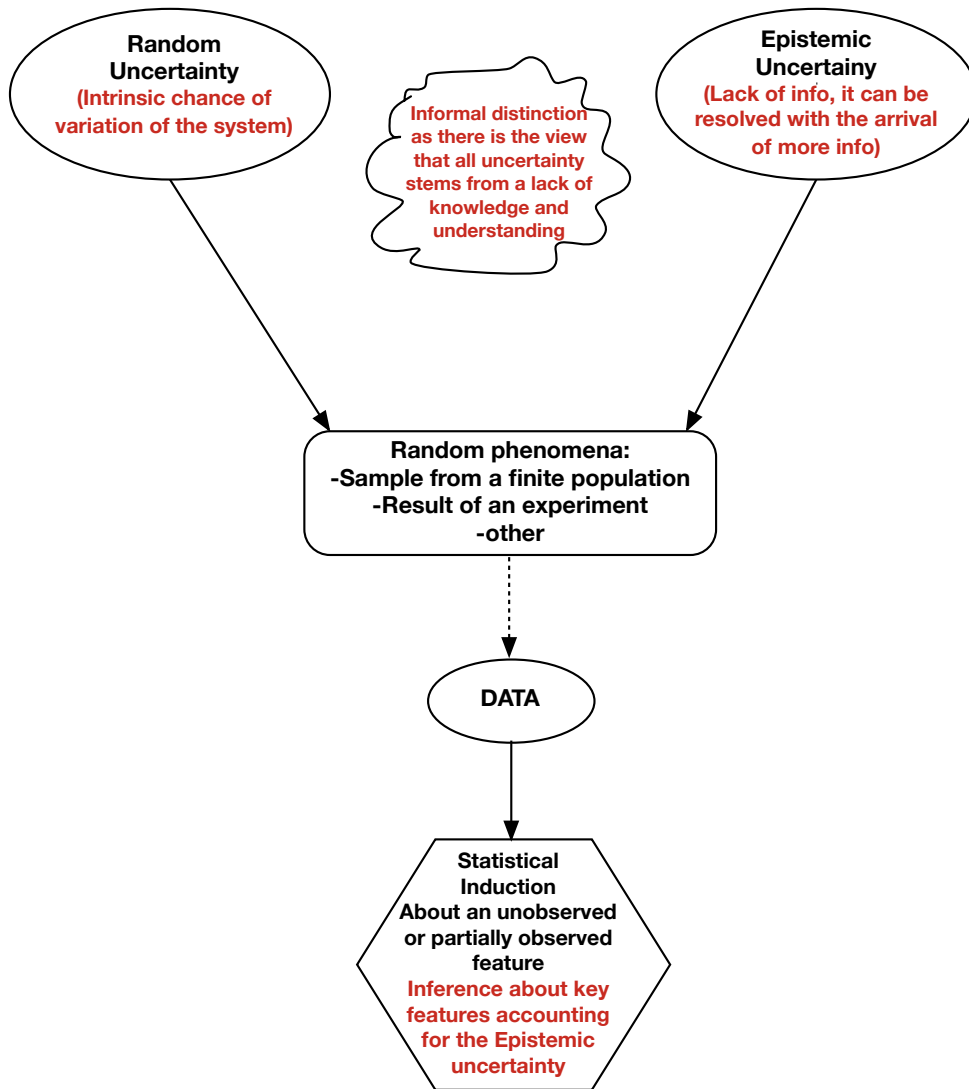 Random
Uncertainty
(Intrinsic chance of
variation of the system)
Informal distinction
as there is the view
that all uncertainty
stems from a lack of
knowledge and
understanding
Epistemic
Uncertainy
(Lack of info, it can be
resolved with the arrival
of more info)
Random phenomena:
-Sample from a finite population
-Result of an experiment
-other
DATA
Statistical
Induction
About an unobserved
or partially observed
feature
Inference about key
features accounting
for the Epistemic
uncertainty